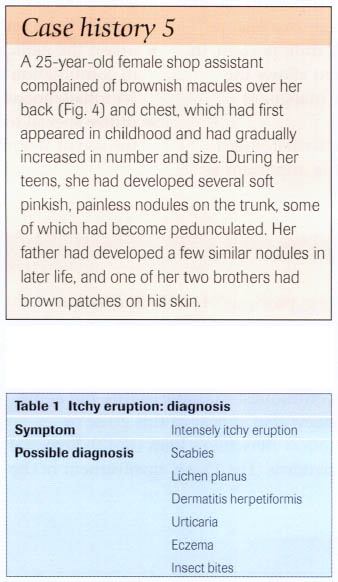 Case history 5
A 25-year-old female shop assistant
complained of brownish macules over her
back (Fig. 4) and chest, which had first
appeared in childhood and had gradually
increased in number and size. During her
teens, she had developed several soft
pinkish, painless nodules on the trunk, some
of which had become pedunculated. Her
father had developed a few similar nodules in
later life, and one of her two brothers had
brown patches on his skin.
Table 1 Itchy eruption: diagnosis
Symptom Intensely itchy eruption
Possible diagnosis Scabies
Lichen planus
Dermatitis herpetiformis
Urticaria
Eczema
Insect bites